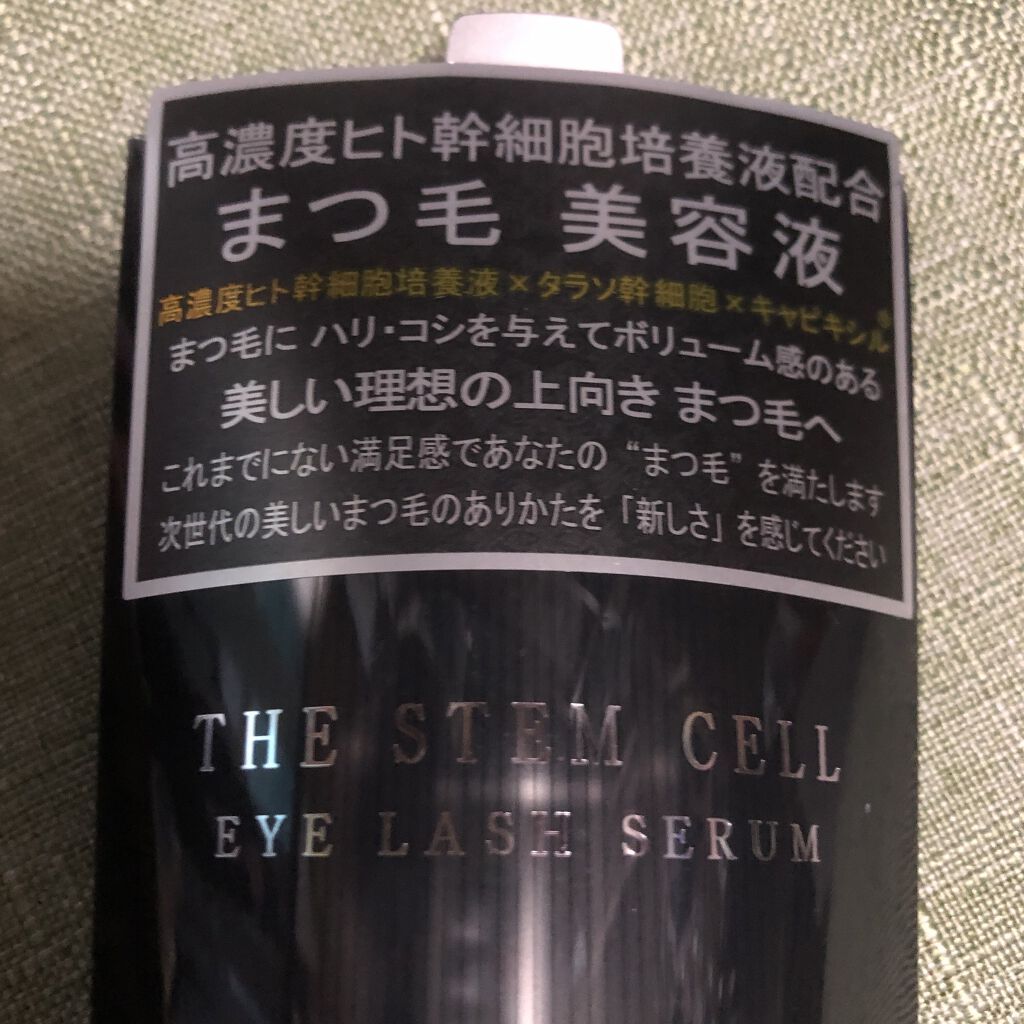 高濃度ヒト幹細胞培養液配合
まつ毛 美容液
高濃度ヒト幹細胞培養液×タラソ幹細胞×キャピキシル®
まつ毛に ハリ・コシを与えてボリューム感のある
美しい理想の上向き まつ毛へ
これまでにない満足感であなたの “まつ毛” を満たします
次世代の美しいまつ毛のありかたを「新しさ」を感じてください
THE STEM CELL
EYE LASH SERUM